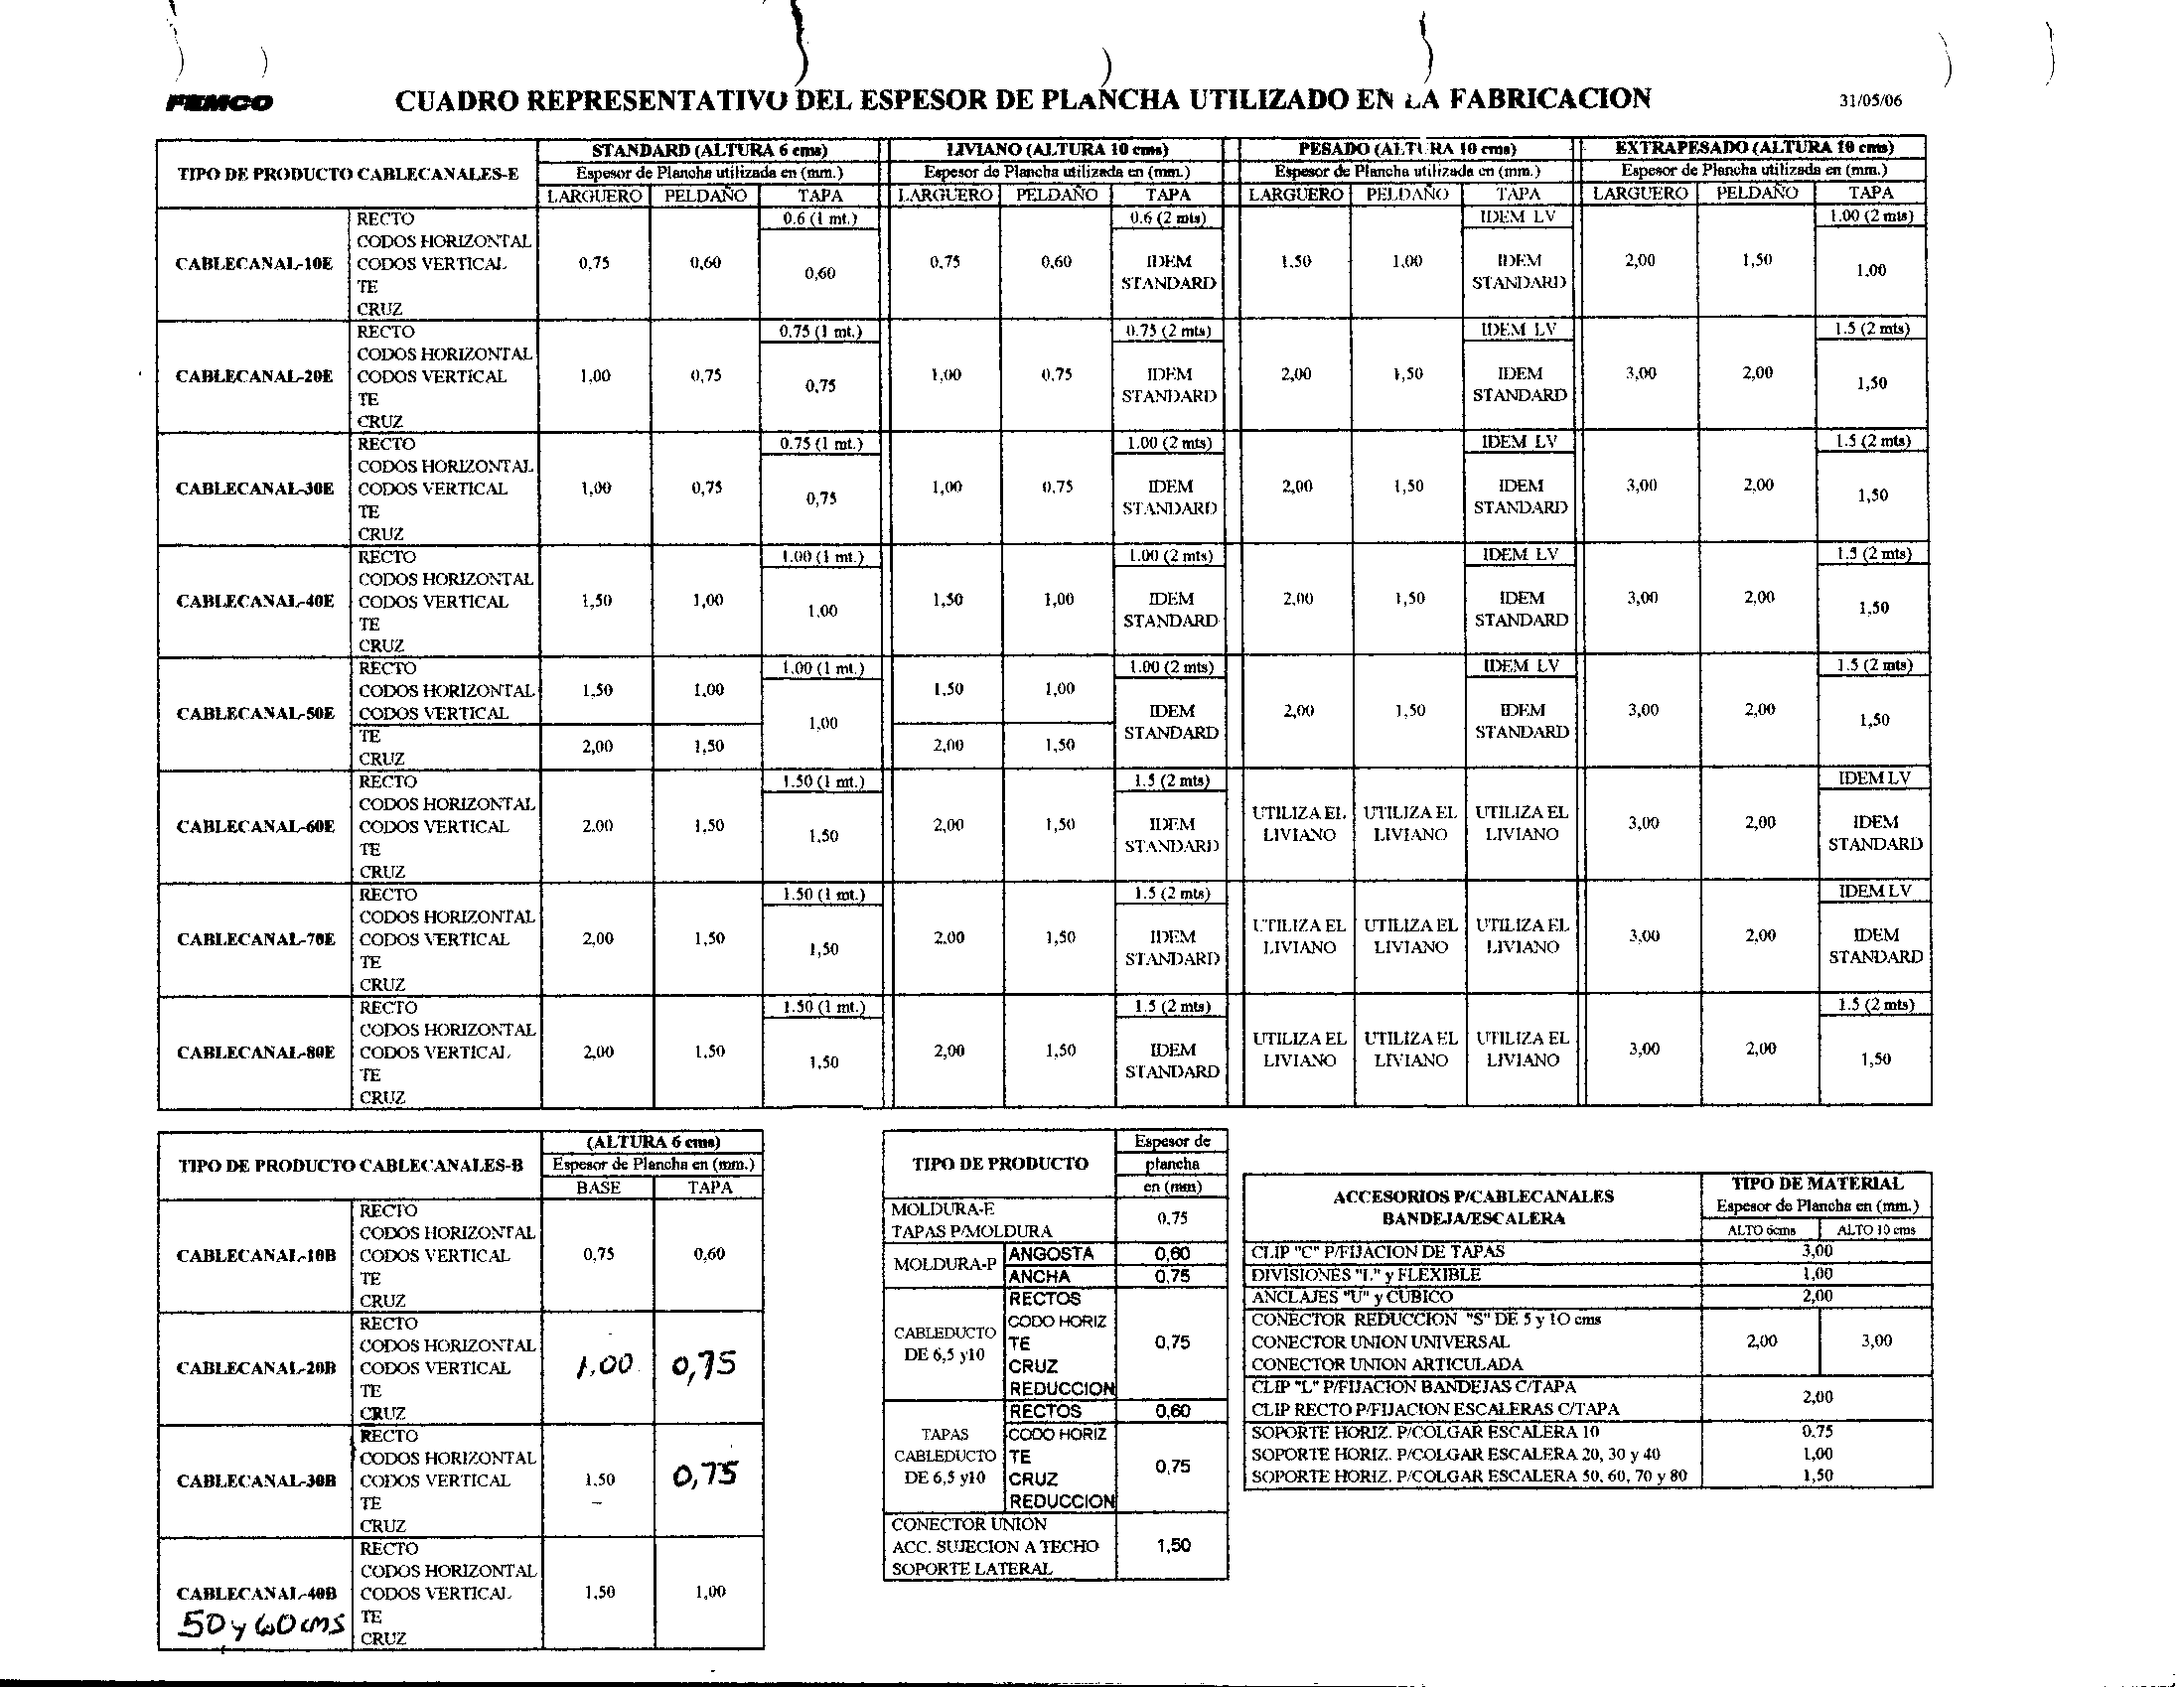 FEMCO CUADRO REPRESENTATIVO DEL ESPESOR DE PLANCHA UTILIZADO EN LA FABRICACION 31/05/06
TIPO DE PRODUCTO CABLECANALES-E
STANDARD (ALTURA 6 cms) LIVIANO (ALTURA 10 cms) PESADO (ALTURA 10 cms) EXTRAPESADO (ALTURA 10 cms)
Espesor de Plancha utilizada en (mm.) Espesor de Plancha utilizada en (mm.) Espesor de Plancha utilizada en (mm.) Espesor de Plancha utilizada en (mm.)
LARGUERO PELDAÑO TAPA LARGUERO PELDAÑO TAPA LARGUERO PELDAÑO TAPA LARGUERO PELDAÑO TAPA
RECTO 0.6 (1 mt.) 0.6 (2 mts) IDEM LV 1.00 (2 mts)
CODOS HORIZONTAL
CABLECANAL-10E CODOS VERTICAL 0,75 0,60 0,60 0,75 0,60 IDEM 1,50 1,00 IDEM 2,00 1,50 1,00
TE STANDARD STANDARD
CRUZ
RECTO 0.75 (1 mt.) 0.75 (2 mts) IDEM LV 1.5 (2 mts)
CODOS HORIZONTAL
CABLECANAL-20E CODOS VERTICAL 1,00 0,75 0,75 1,00 0,75 IDEM 2,00 1,50 IDEM 3,00 2,00 1,50
TE STANDARD STANDARD
CRUZ
RECTO 0.75 (1 mt.) 1.00 (2 mts) IDEM LV 1.5 (2 mts)
CODOS HORIZONTAL
CABLECANAL-30E CODOS VERTICAL 1,00 0,75 0,75 1,00 0,75 IDEM 2,00 1,50 IDEM 3,00 2,00 1,50
TE STANDARD STANDARD
CRUZ
RECTO 1.00 (1 mt.) 1.00 (2 mts) IDEM LV 1.5 (2 mts)
CODOS HORIZONTAL
CABLECANAL-40E CODOS VERTICAL 1,50 1,00 1,00 1,50 1,00 IDEM 2,00 1,50 IDEM 3,00 2,00 1,50
TE STANDARD STANDARD
CRUZ
RECTO 1.00 (1 mt.) 1.00 (2 mts) IDEM LV 1.5 (2 mts)
CODOS HORIZONTAL 1,50 1,00 1,50 1,00
CABLECANAL-50E CODOS VERTICAL 1,00 IDEM 2,00 1,50 IDEM 3,00 2,00 1,50
TE 2,00 1,50 2,00 1,50 STANDARD STANDARD
CRUZ
RECTO 1.50 (1 mt.) 1.5 (2 mts) IDEM LV
CODOS HORIZONTAL UTILIZA EL UTILIZA EL UTILIZA EL
CABLECANAL-60E CODOS VERTICAL 2.00 1,50 1,50 2,00 1,50 IDEM LIVIANO LIVIANO LIVIANO 3,00 2,00 IDEM
TE STANDARD STANDARD
CRUZ
RECTO 1.50 (1 mt.) 1.5 (2 mts) IDEM LV
CODOS HORIZONTAL UTILIZA EL UTILIZA EL UTILIZA EL
CABLECANAL-70E CODOS VERTICAL 2,00 1,50 1,50 2.00 1,50 IDEM LIVIANO LIVIANO LIVIANO 3,00 2,00 IDEM
TE STANDARD STANDARD
CRUZ
RECTO 1.50 (1 mt.) 1.5 (2 mts) 1.5 (2 mts)
CODOS HORIZONTAL UTILIZA EL UTILIZA EL UTILIZA EL
CABLECANAL-80E CODOS VERTICAL 2,00 1,50 1,50 2,00 1,50 IDEM LIVIANO LIVIANO LIVIANO 3,00 2,00 1,50
TE STANDARD
CRUZ
TIPO DE PRODUCTO CABLECANALES-B
(ALTURA 6 cms)
Espesor de Plancha en (mm.)
BASE TAPA
RECTO
CODOS HORIZONTAL
CABLECANAL-10B CODOS VERTICAL 0,75 0,60
TE
CRUZ
RECTO
CODOS HORIZONTAL
CABLECANAL-20B CODOS VERTICAL 1,00 0,75
TE
CRUZ
RECTO
CODOS HORIZONTAL
CABLECANAL-30B CODOS VERTICAL 1,50 0,75
TE
CRUZ
RECTO
CODOS HORIZONTAL
CABLECANAL-40B CODOS VERTICAL 1,50 1,00
50 y 60 cms TE
CRUZ
TIPO DE PRODUCTO
Espesor de
plancha
en (mm)
MOLDURA-E 0,75
TAPAS P/MOLDURA
MOLDURA-P ANGOSTA 0,60
ANCHA 0,75
RECTOS
CODO HORIZ
CABLEDUCTO DE 6,5 y10 TE 0,75
CRUZ
REDUCCION
RECTOS 0,60
TAPAS CODO HORIZ
CABLEDUCTO TE 0,75
DE 6,5 y10 CRUZ
REDUCCION
CONECTOR UNION
ACC. SUJECION A TECHO 1,50
SOPORTE LATERAL
ACCESORIOS P/CABLECANALES
BANDEJA/ESCALERA
TIPO DE MATERIAL
Espesor de Plancha en (mm.)
ALTO 6cms ALTO 10 cms
CLIP "C" P/FIJACION DE TAPAS 3,00
DIVISIONES "L" y FLEXIBLE 1,00
ANCLAJES "U" y CUBICO 2,00
CONECTOR REDUCCION "S" DE 5 y 10 cms
CONECTOR UNION UNIVERSAL 2,00 3,00
CONECTOR UNION ARTICULADA
CLIP "L" P/FIJACION BANDEJAS C/TAPA 2,00
CLIP RECTO P/FIJACION ESCALERAS C/TAPA
SOPORTE HORIZ. P/COLGAR ESCALERA 10 0.75
SOPORTE HORIZ. P/COLGAR ESCALERA 20, 30 y 40 1,00
SOPORTE HORIZ. P/COLGAR ESCALERA 50, 60, 70 y 80 1,50